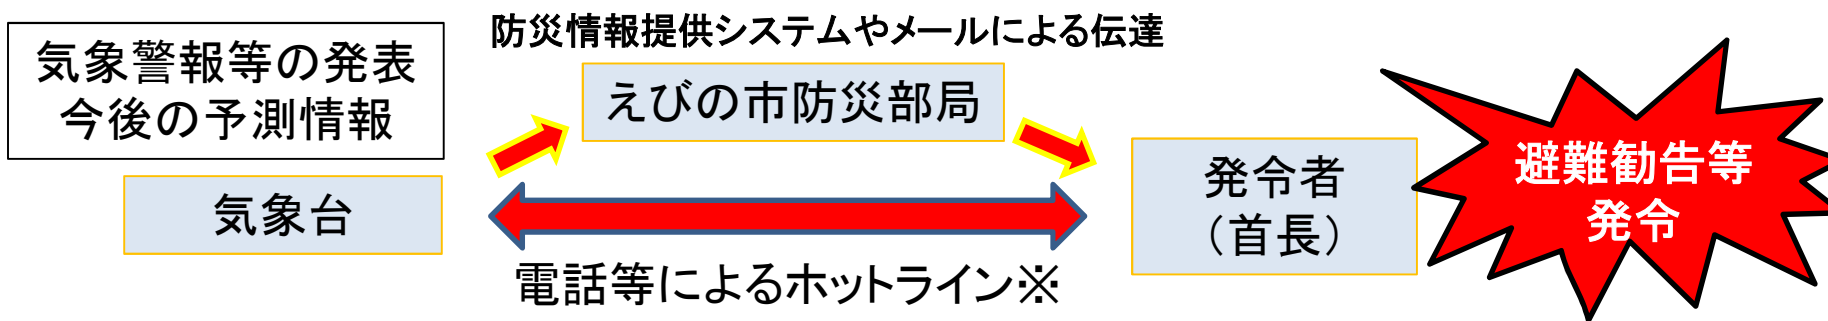 防災情報提供システムやメールによる伝達
気象警報等の発表
今後の予測情報
えびの市防災部局
気象台
発令者
（首長）
避難勧告等
発令
電話等によるホットライン※